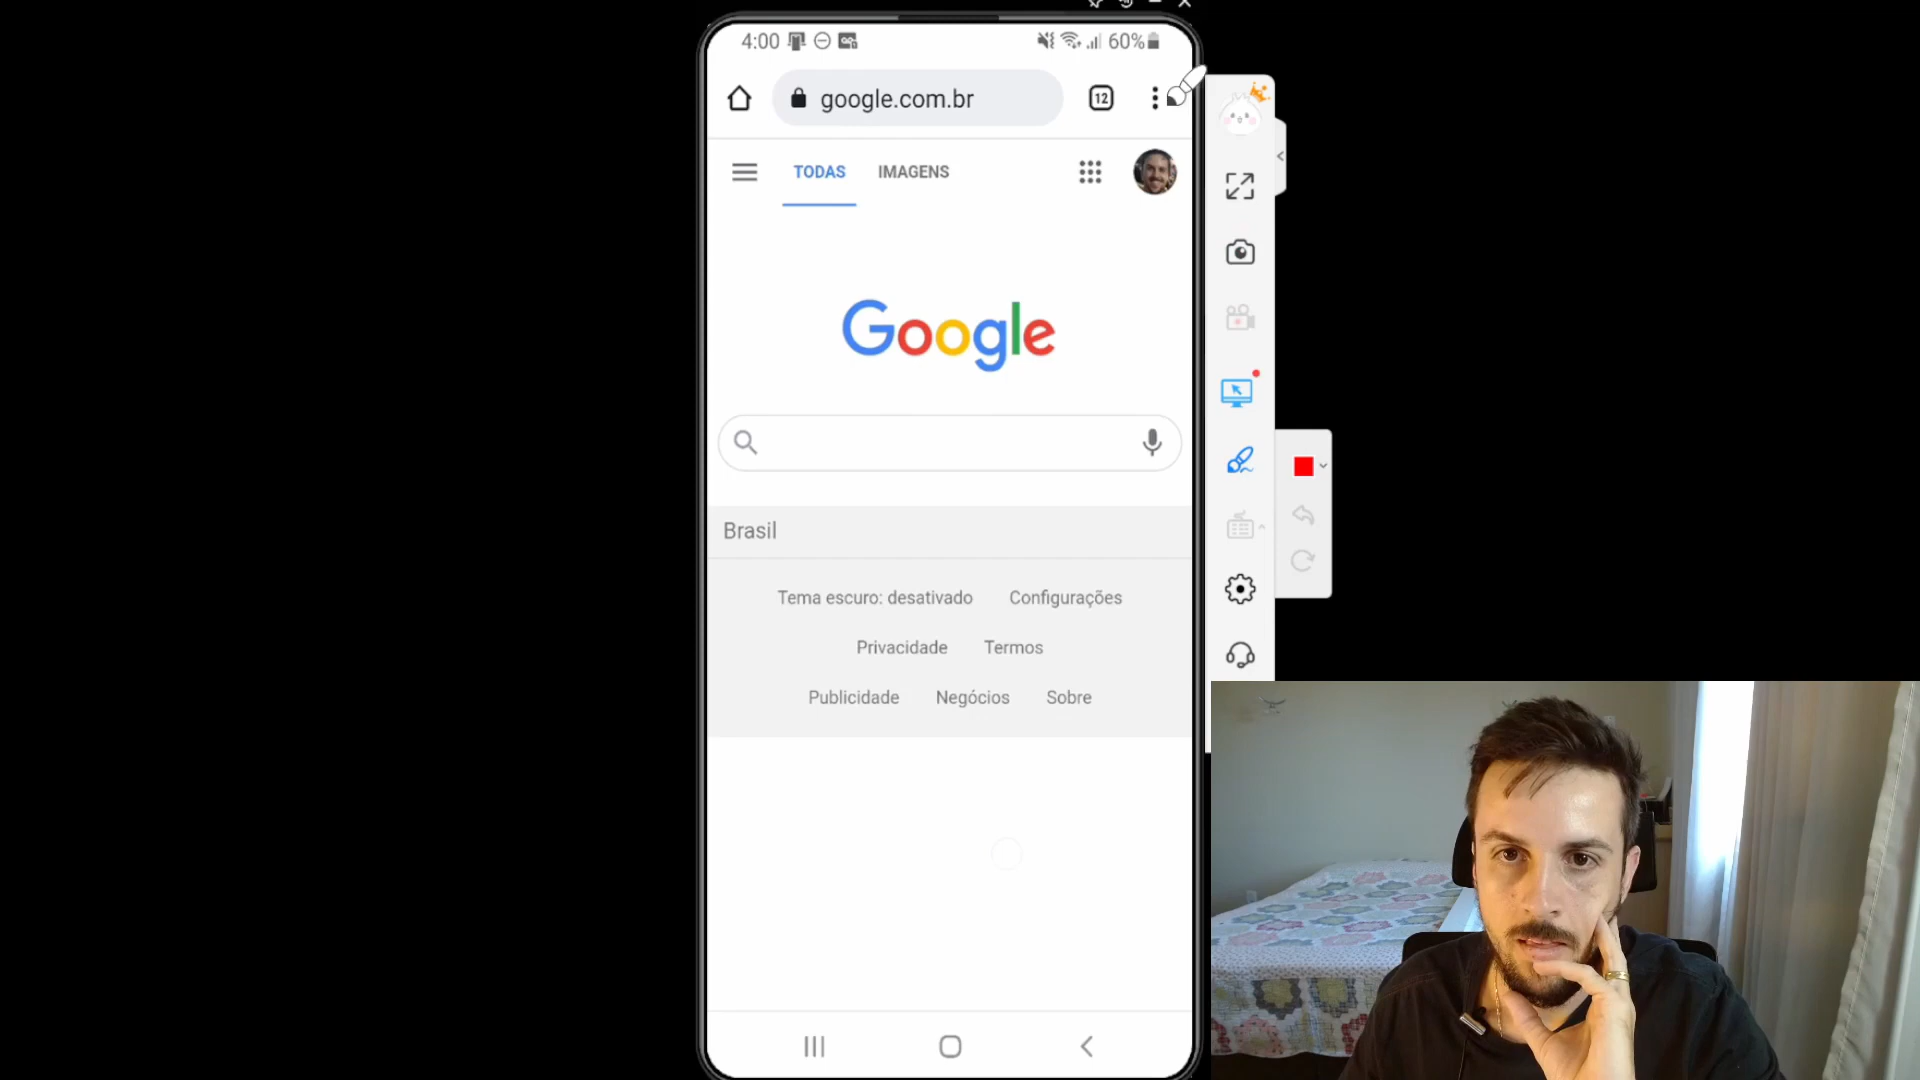 4:00 60%
google.com.br 12
TODAS IMAGENS
Google
Brasil
Tema escuro: desativado Configurações
Privacidade Termos
Publicidade Negócios Sobre